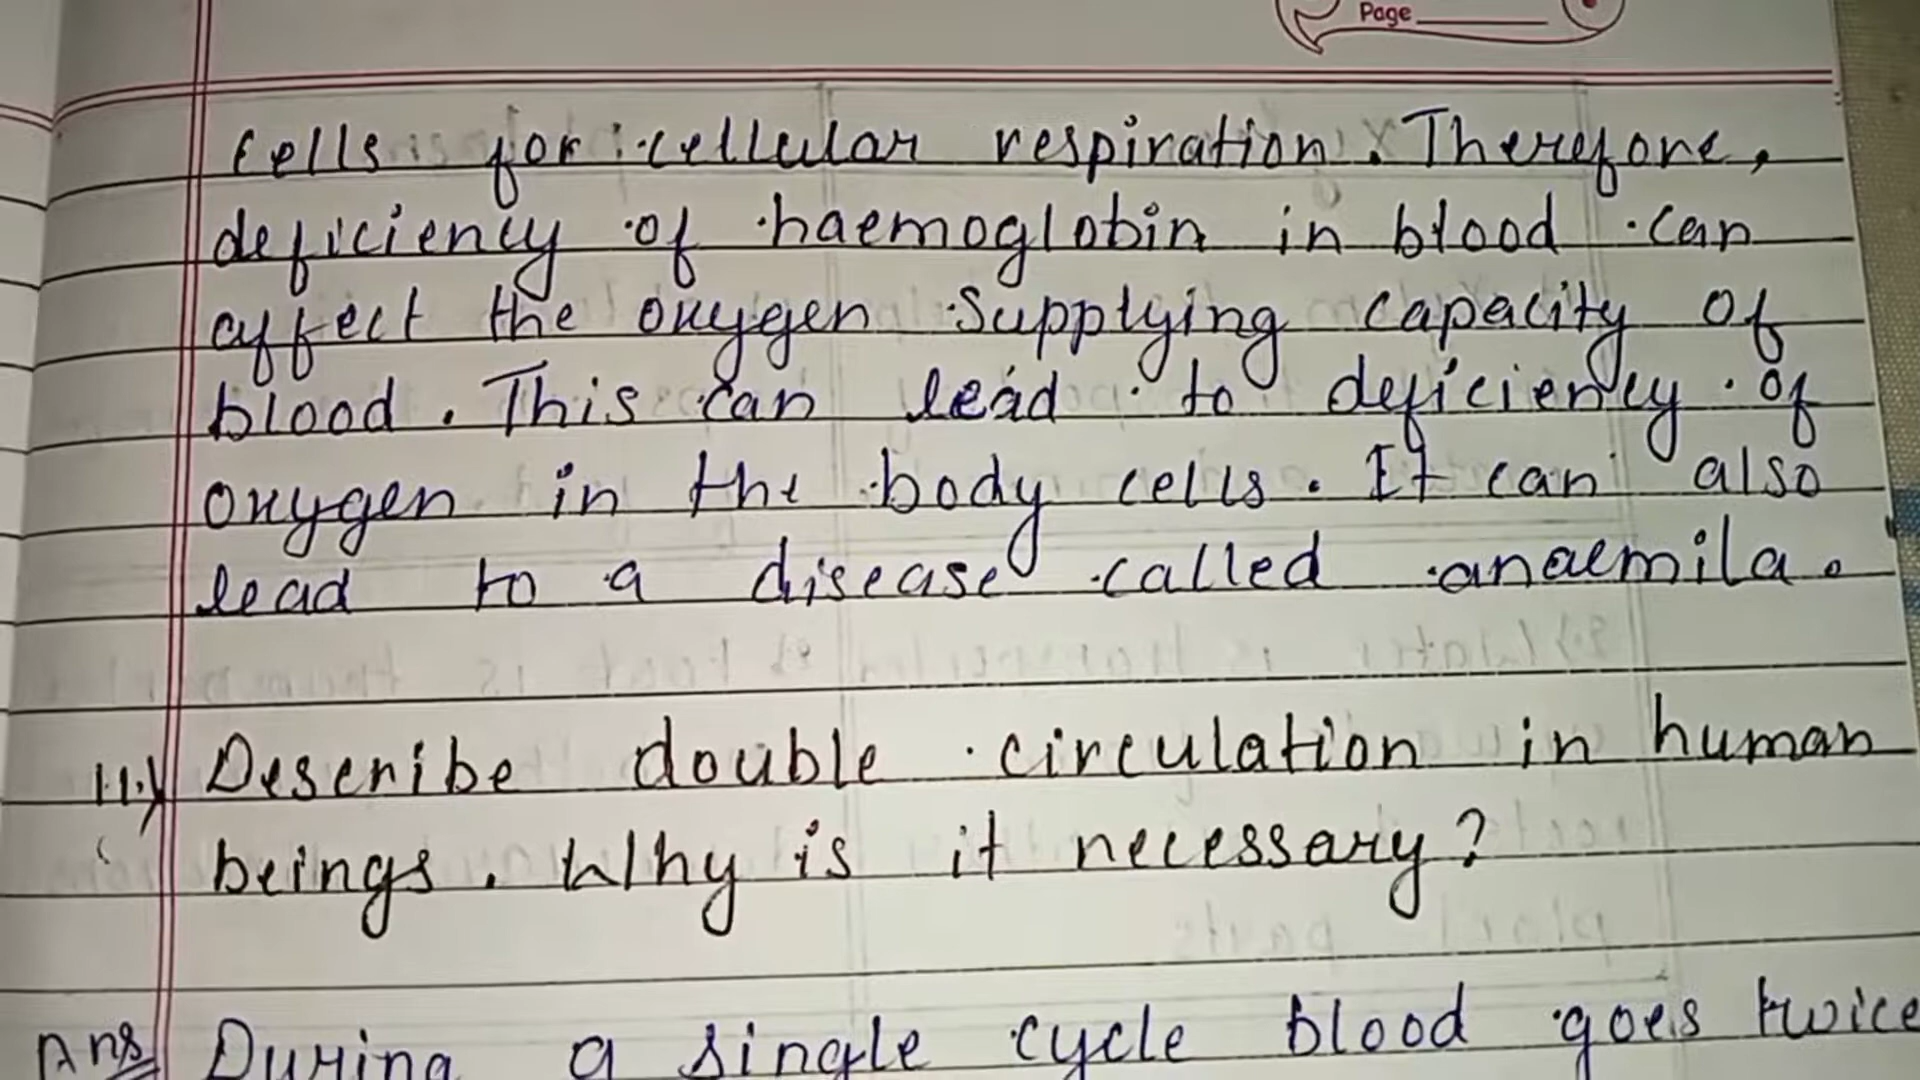 Page
cells for cellular respiration. Therefore,
deficiency of haemoglobin in blood can
affect the oxygen supplying capacity of
blood. This can lead to deficiency of
oxygen in the body cells. It can also
lead to a disease called anaemila.
11.) Describe double circulation in human
beings. Why is it necessary?
Ans During a single cycle blood goes twice